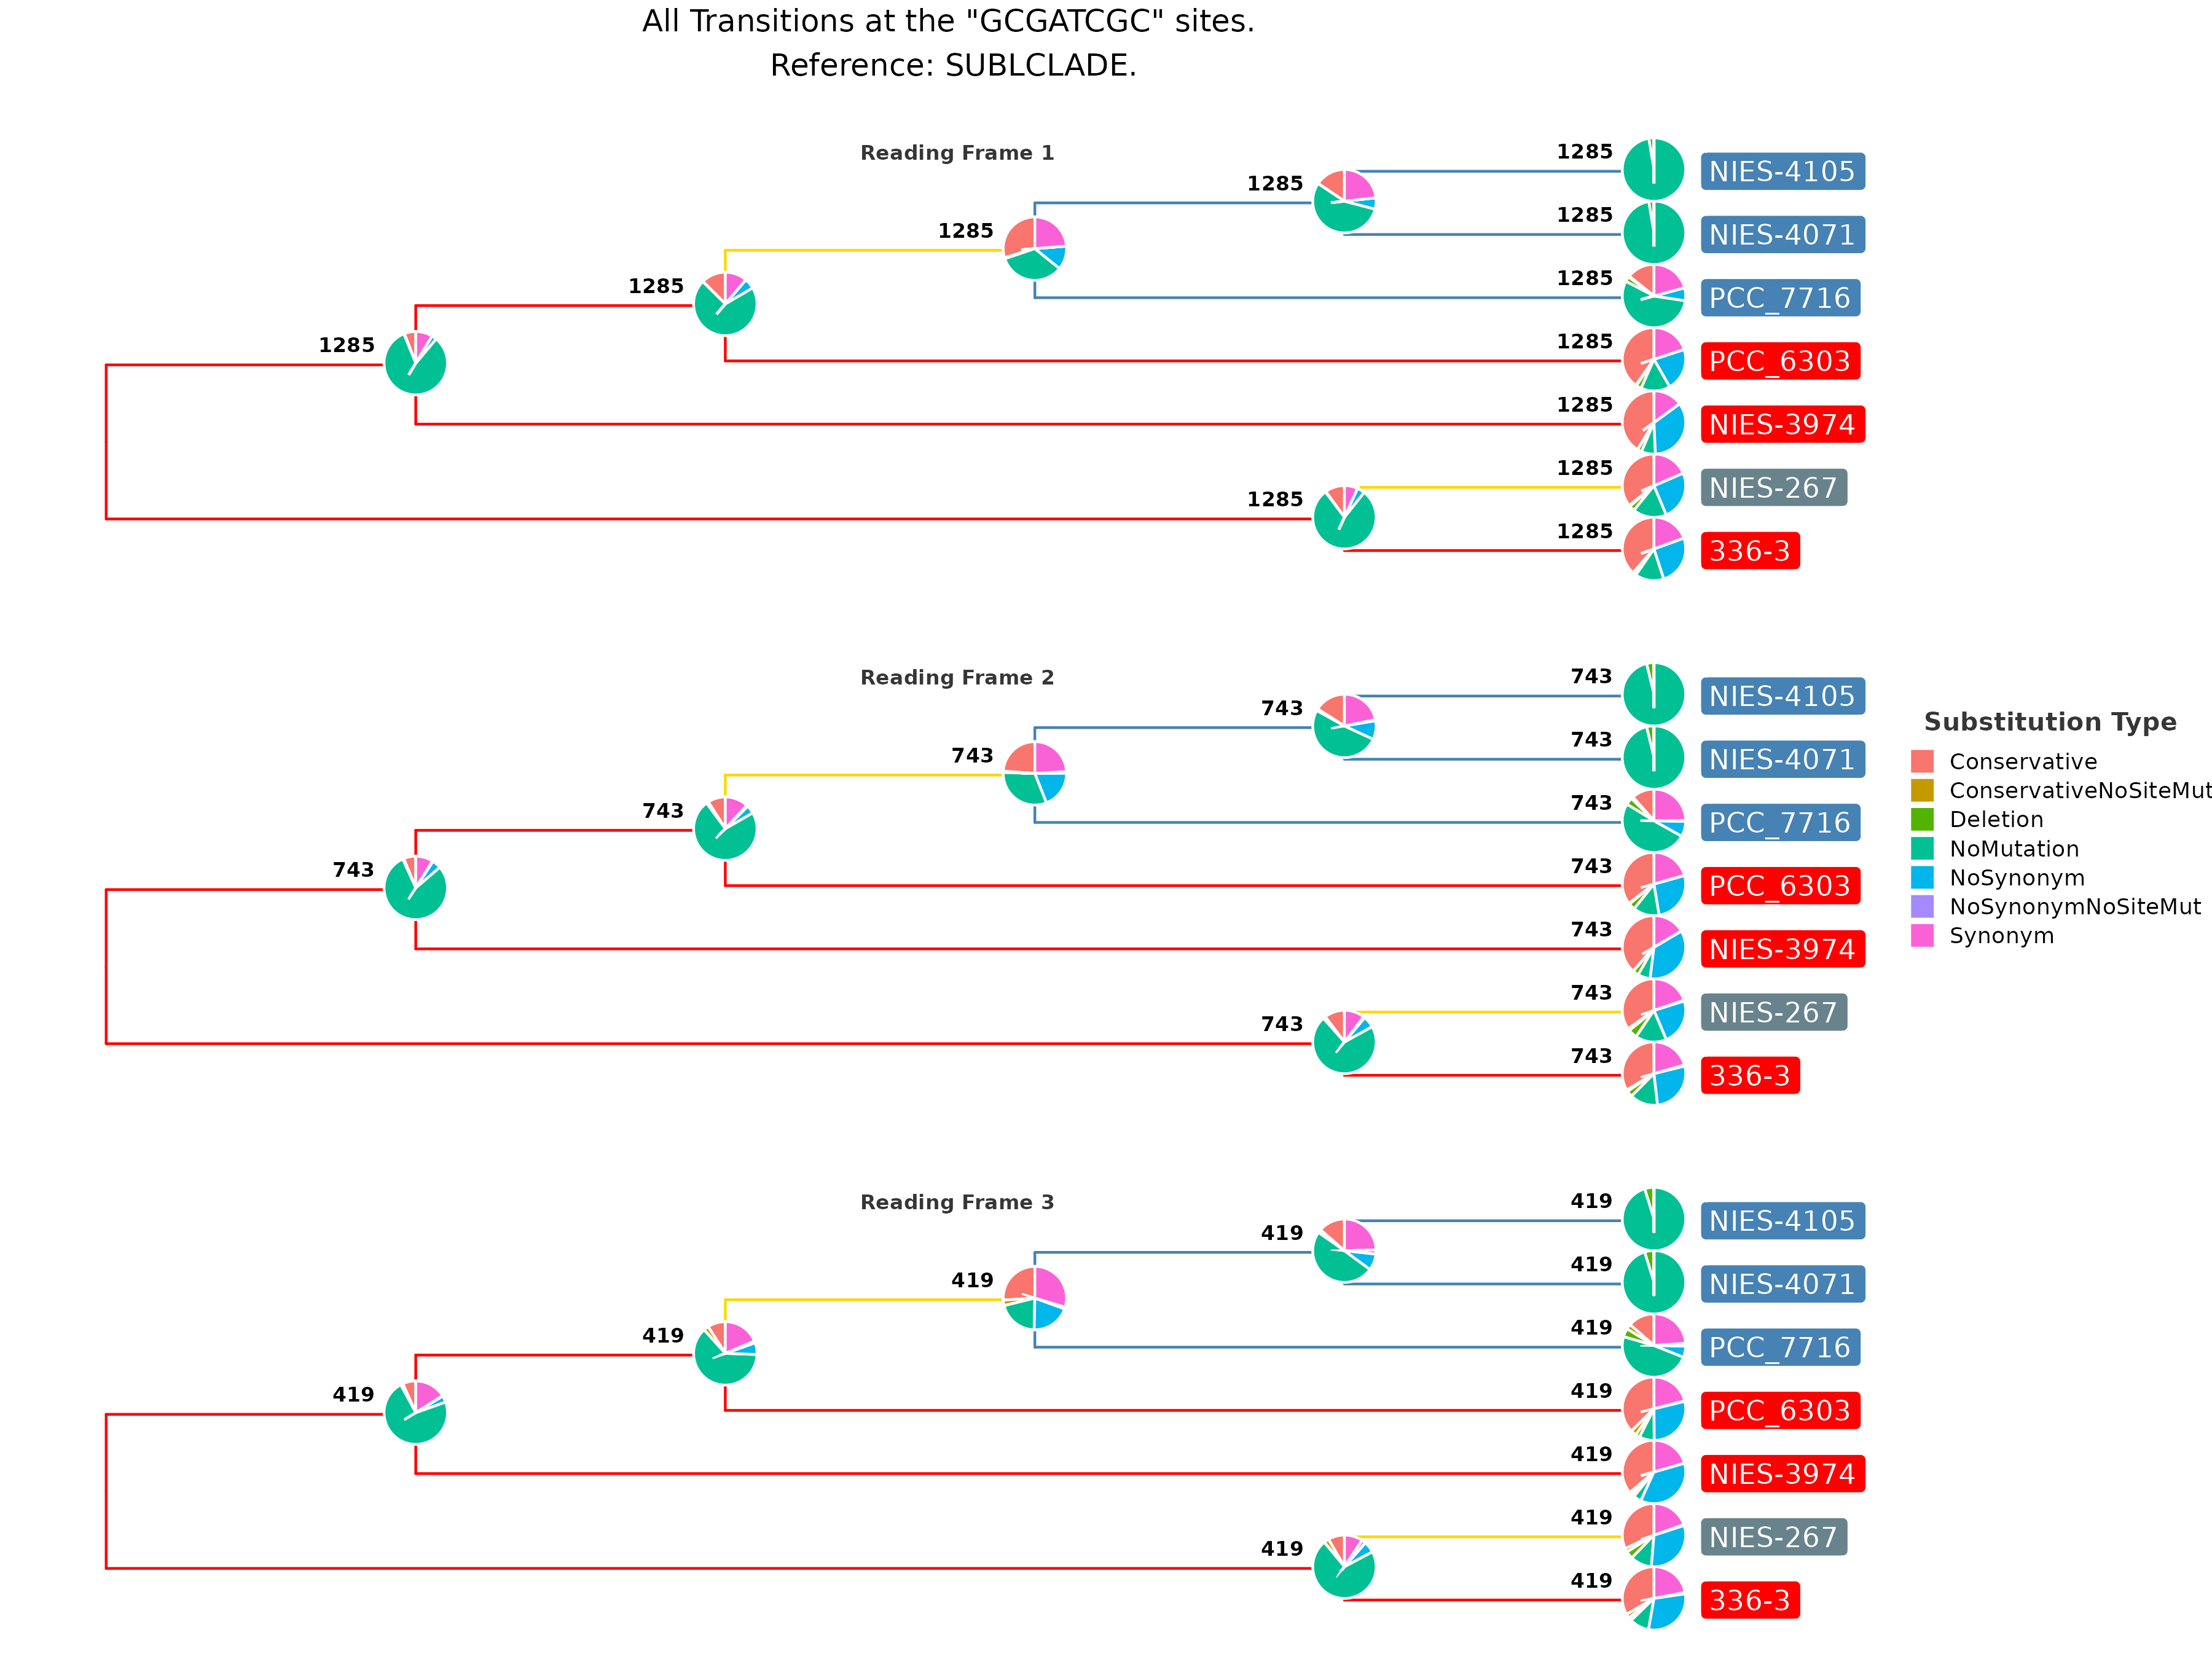 All Transitions at the "GCGATCGC" sites.
Reference: SUBLCLADE.
Reading Frame 1
1285 NIES-4105
1285
1285 NIES-4071
1285
1285 PCC_7716
1285
1285
1285 PCC_6303
1285 NIES-3974
1285 NIES-267
1285
1285 336-3
Reading Frame 2
743 NIES-4105
743
743 NIES-4071
743
743 PCC_7716
743
743
743 PCC_6303
743 NIES-3974
743 NIES-267
743
743 336-3
Substitution Type
Conservative
ConservativeNoSiteMut
Deletion
NoMutation
NoSynonym
NoSynonymNoSiteMut
Synonym
Reading Frame 3
419 NIES-4105
419
419 NIES-4071
419
419 PCC_7716
419
419
419 PCC_6303
419 NIES-3974
419 NIES-267
419
419 336-3